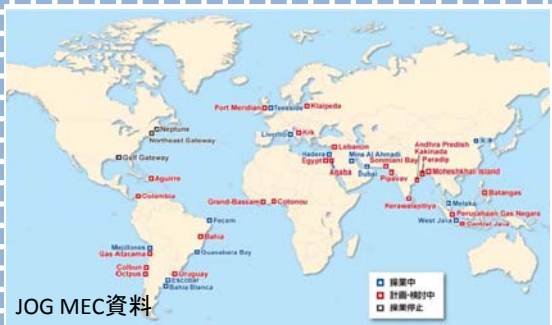 Port Meridian
Teesside
Klaipeda
Neptune
Northeast Gateway
Livorno
Krk
Gulf Gateway
Lebanon
Hadera
Mina Al Ahmadi
Egypt
Aqaba
Dubai
Sonmiani Bay
Pipavav
Andhra Predish
Kakinada
Paradip
Moheshkhali Island
天津
Aguirre
Colombia
Grand-Bassam
Cotonou
Kerawalapitiya
Batangas
Melaka
Perusahaan Gas Negara
West Java
Central Java
Pecem
Bahia
Mejillones
Gas Atacama
Guanabara Bay
Colbun
Octpus
Uruguay
Escobar
Bahia Blanca
操業中
計画・検討中
操業停止
JOG MEC資料